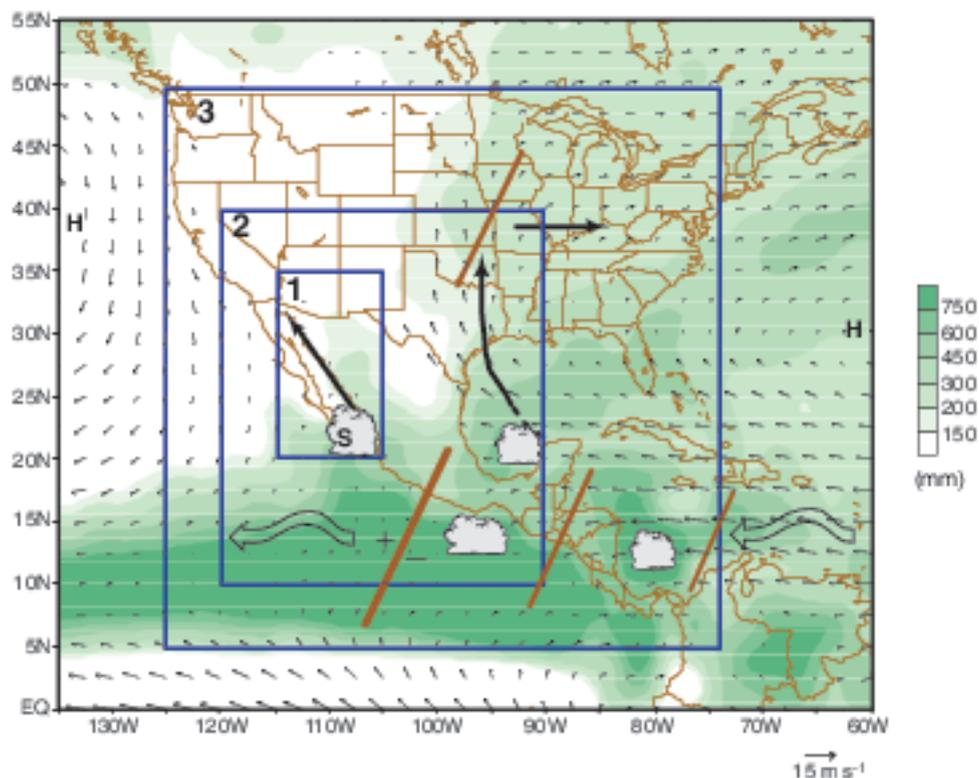 55N
50N
45N
40N
35N
30N
25N
20N
15N
10N
5N
EQ
3
2
1
H
H
S
+
—
130W 120W 110W 100W 90W 80W 70W 60W
750
600
450
300
200
150
(mm)
15 m s⁻¹